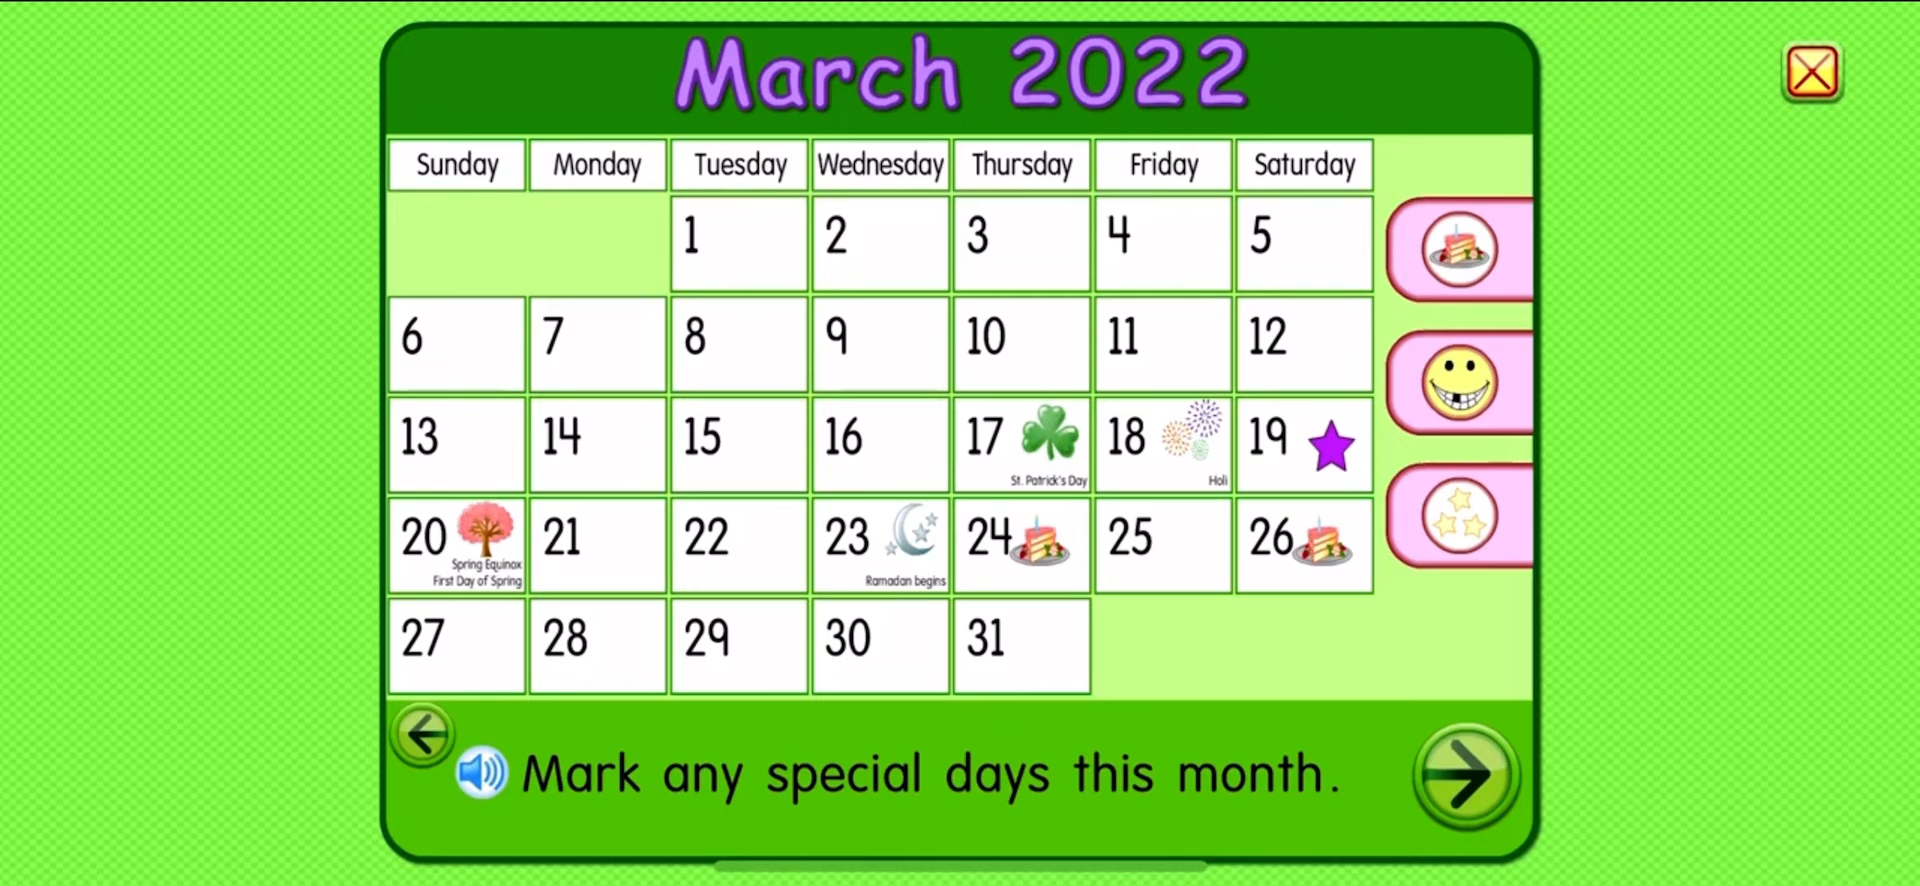 March 2022
Sunday Monday Tuesday Wednesday Thursday Friday Saturday
1 2 3 4 5
6 7 8 9 10 11 12
13 14 15 16 17 18 19
St. Patrick's Day Holi
20 21 22 23 24 25 26
Spring Equinox
First Day of Spring Ramadan begins
27 28 29 30 31
Mark any special days this month.